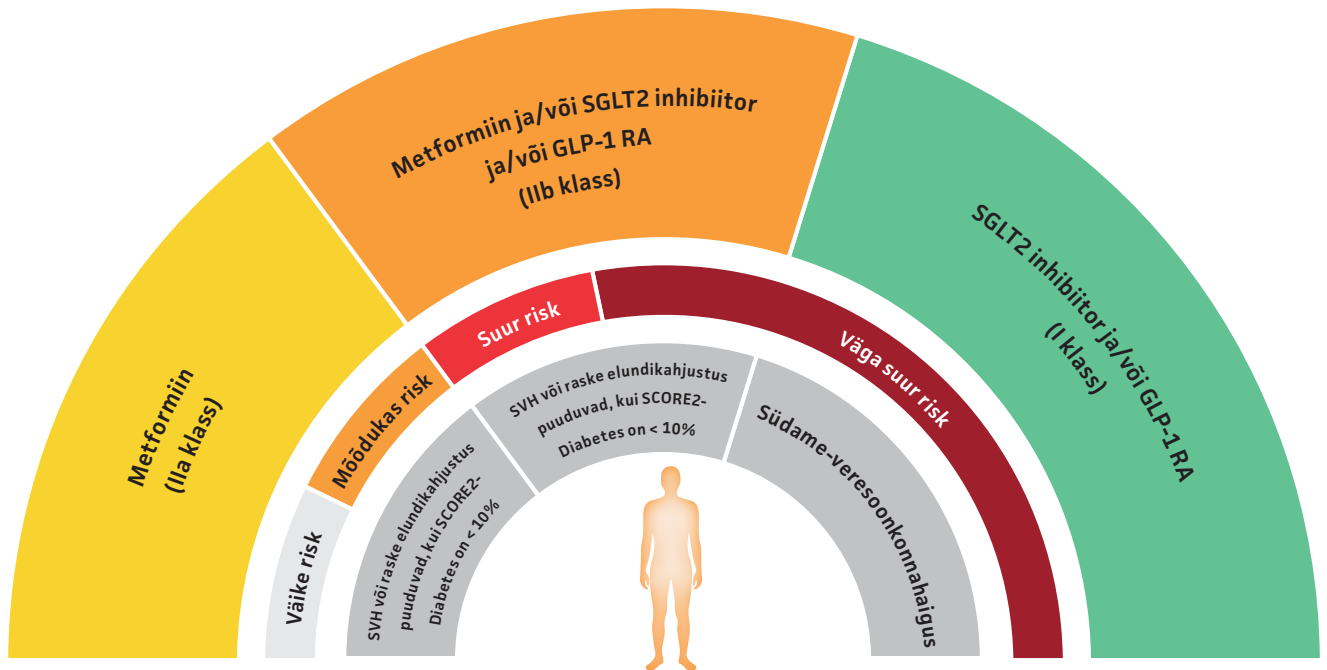 Metformiin
(IIa klass)
Metformiin ja/või SGLT2 inhibiitor
ja/või GLP-1 RA
(IIb klass)
SGLT2 inhibiitor ja/või GLP-1 RA
(I klass)
Väike risk
Mõõdukas risk
Suur risk
Väga suur risk
SVH või raske elundikahjustus
puuduvad, kui SCORE2-
Diabetes on < 10%
SVH või raske elundikahjustus
puuduvad, kui SCORE2-
Diabetes on < 10%
Südame-veresoonkonnahaigus